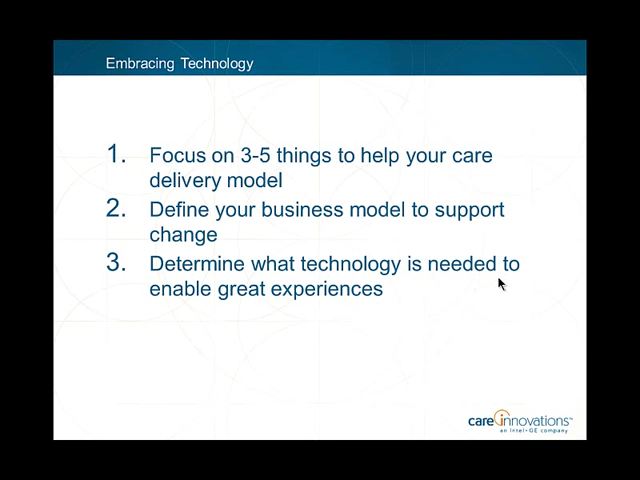 Embracing Technology
1. Focus on 3-5 things to help your care
delivery model
2. Define your business model to support
change
3. Determine what technology is needed to
enable great experiences
care innovations™
an Intel • GE company